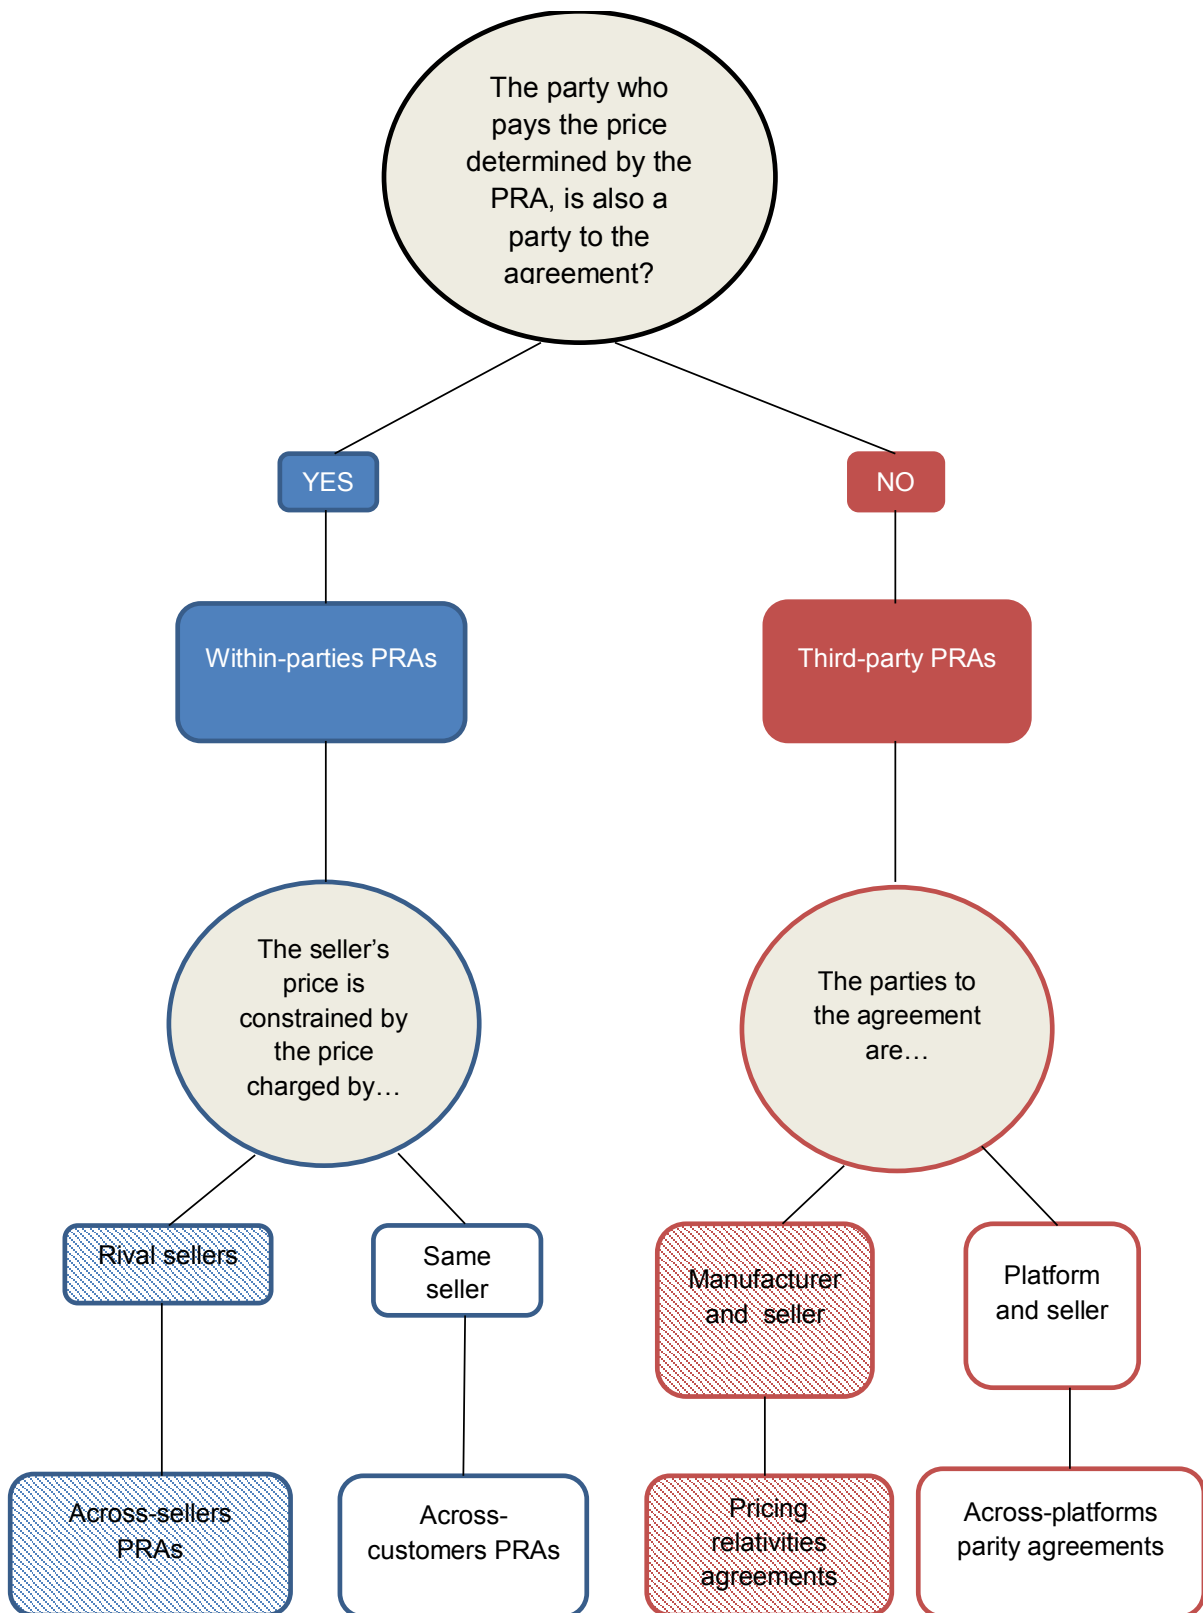 The party who
pays the price
determined by the
PRA, is also a
party to the
agreement?
YES
NO
Within-parties PRAs
Third-party PRAs
The seller’s
price is
constrained by
the price
charged by…
The parties to
the agreement
are…
Rival sellers
Same
seller
Manufacturer
and seller
Platform
and seller
Across-sellers
PRAs
Across-
customers PRAs
Pricing
relativities
agreements
Across-platforms
parity agreements